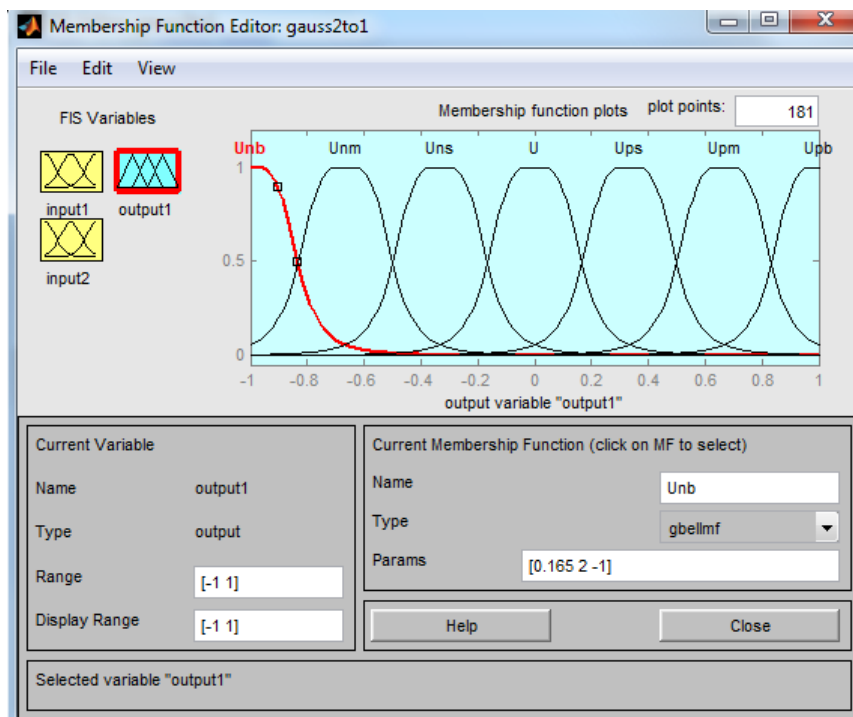 Membership Function Editor: gauss2to1
File Edit View
FIS Variables
input1
output1
input2
Membership function plots plot points: 181
Unb Unm Uns U Ups Upm Upb
1
0.5
0
-1 -0.8 -0.6 -0.4 -0.2 0 0.2 0.4 0.6 0.8 1
output variable "output1"
Current Variable
Name output1
Type output
Range [-1 1]
Display Range [-1 1]
Current Membership Function (click on MF to select)
Name Unb
Type gbellmf
Params [0.165 2 -1]
Help Close
Selected variable "output1"